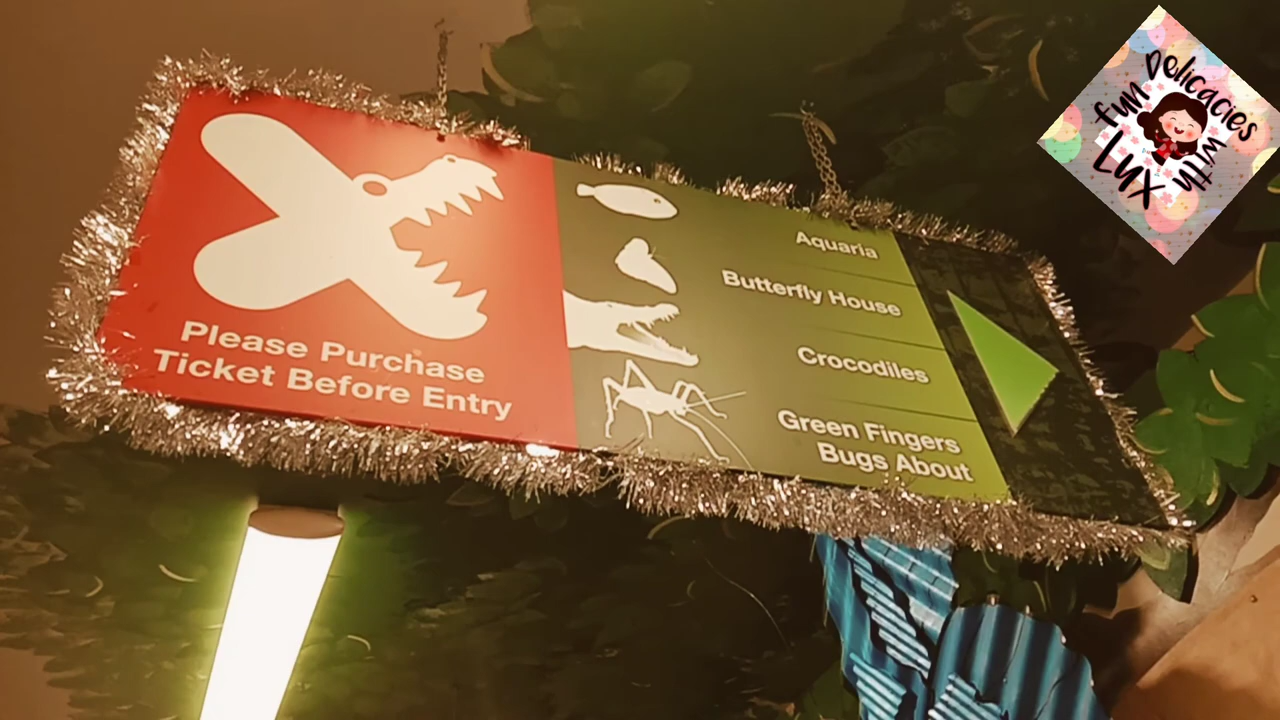 Please Purchase
Ticket Before Entry
Aquaria
Butterfly House
Crocodiles
Green Fingers
Bugs About
fun
Delicacies
with
Lux